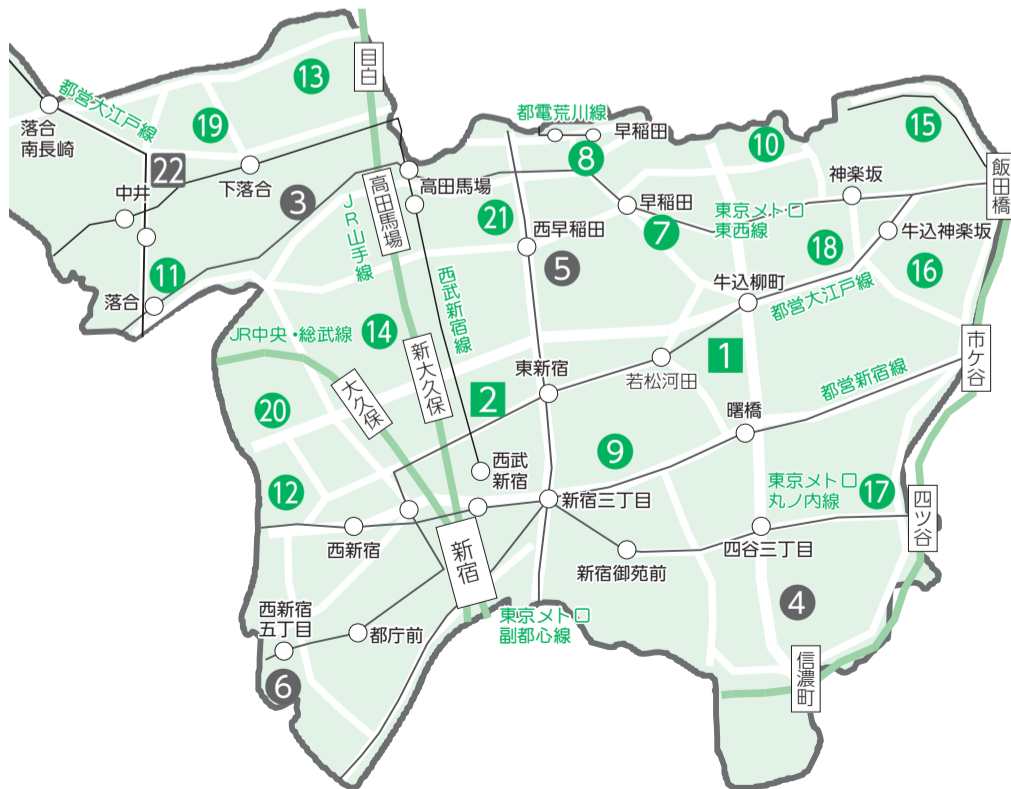 目白
13
都営大江戸線
19
都電荒川線
早稲田
15
落合
南長崎
8
10
22
下落合
3
高田馬場
高田馬場
JR山手線
早稲田
神楽坂
飯田橋
中井
21
西早稲田
7
東京メトロ
東西線
18
牛込神楽坂
11
5
16
落合
西武新宿線
牛込柳町
都営大江戸線
JR中央・総武線
14
新大久保
1
市ケ谷
大久保
東新宿
若松河田
都営新宿線
20
2
曙橋
9
西武
新宿
12
東京メトロ
丸ノ内線
17
四ツ谷
新宿三丁目
西新宿
新宿
新宿御苑前
四谷三丁目
西新宿
五丁目
都庁前
東京メトロ
副都心線
4
6
信濃町